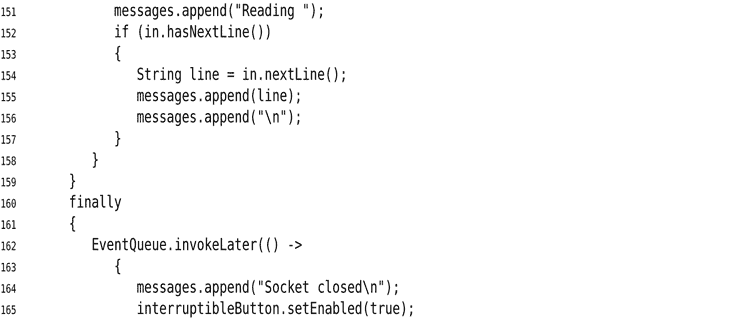 151 messages.append("Reading ");
152 if (in.hasNextLine())
153 {
154 String line = in.nextLine();
155 messages.append(line);
156 messages.append("\n");
157 }
158 }
159 }
160 finally
161 {
162 EventQueue.invokeLater(() ->
163 {
164 messages.append("Socket closed\n");
165 interruptibleButton.setEnabled(true);